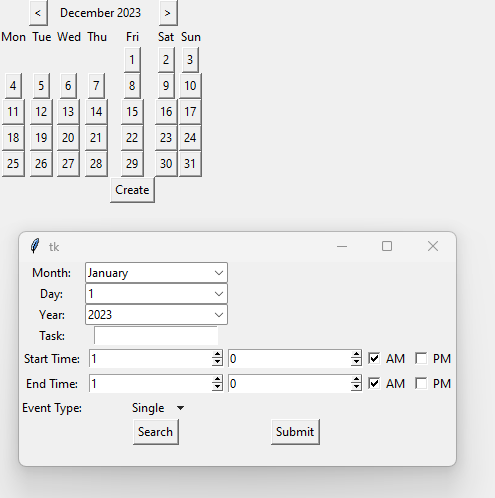 < December 2023 >
Mon Tue Wed Thu Fri Sat Sun
1 2 3
4 5 6 7 8 9 10
11 12 13 14 15 16 17
18 19 20 21 22 23 24
25 26 27 28 29 30 31
Create
tk
Month: January
Day: 1
Year: 2023
Task:
Start Time: 1 0 AM PM
End Time: 1 0 AM PM
Event Type: Single
Search Submit